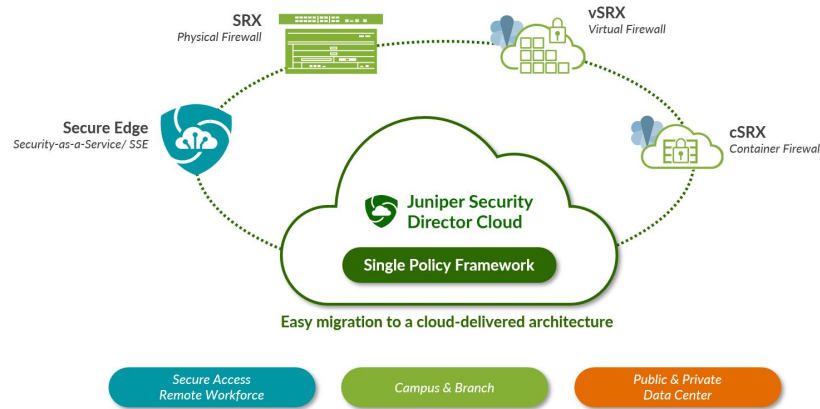 SRX
Physical Firewall
vSRX
Virtual Firewall
Secure Edge
Security-as-a-Service/ SSE
cSRX
Container Firewal
Juniper Security
Director Cloud
Single Policy Framework
Easy migration to a cloud-delivered architecture
Secure Access
Remote Workforce
Campus & Branch
Public & Private
Data Center